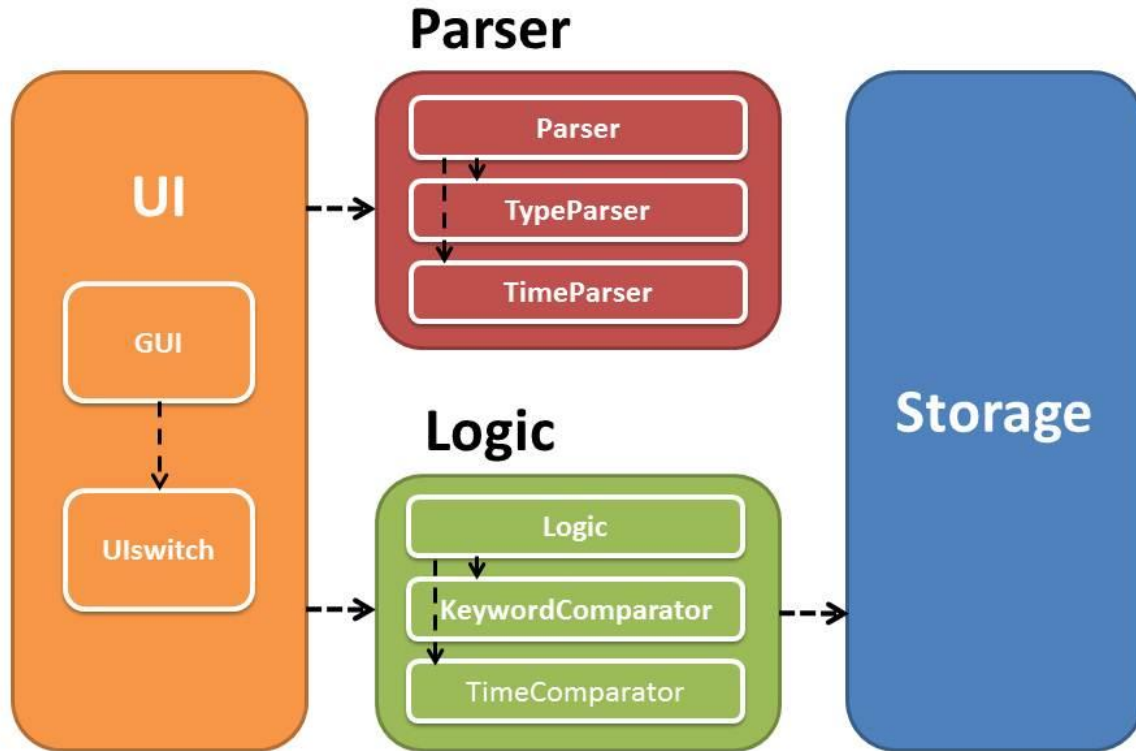 Parser
UI
GUI
UIswitch
Parser
TypeParser
TimeParser
Logic
Logic
KeywordComparator
TimeComparator
Storage